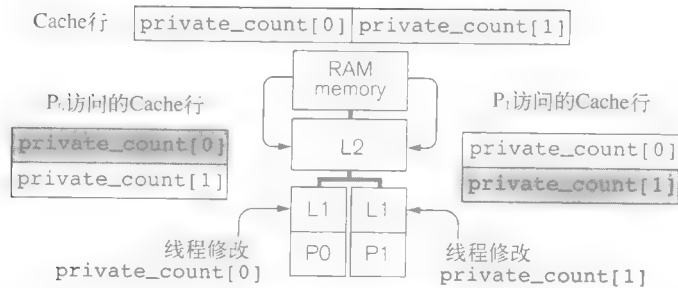 Cache行 private_count[0] private_count[1]
RAM
memory
P₀访问的Cache行
private_count[0]
private_count[1]
P₁访问的Cache行
private_count[0]
private_count[1]
L2
L1 L1
P0 P1
线程修改
private_count[0]
线程修改
private_count[1]